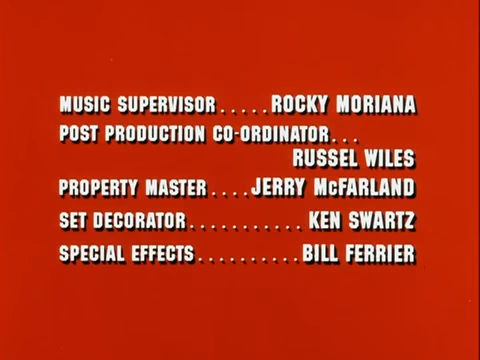 MUSIC SUPERVISOR.....ROCKY MORIANA
POST PRODUCTION CO-ORDINATOR...
RUSSEL WILES
PROPERTY MASTER....JERRY McFARLAND
SET DECORATOR...........KEN SWARTZ
SPECIAL EFFECTS..........BILL FERRIER